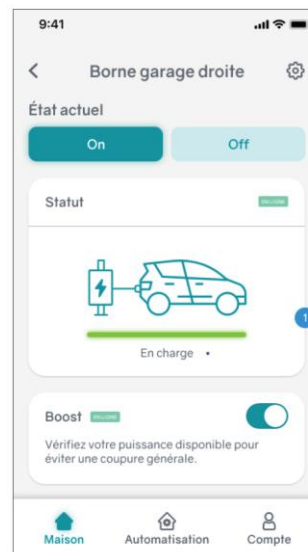 9:41
Borne garage droite
État actuel
On
Off
Statut
En charge
Boost
Vérifiez votre puissance disponible pour
éviter une coupure générale.
Maison
Automatisation
Compte